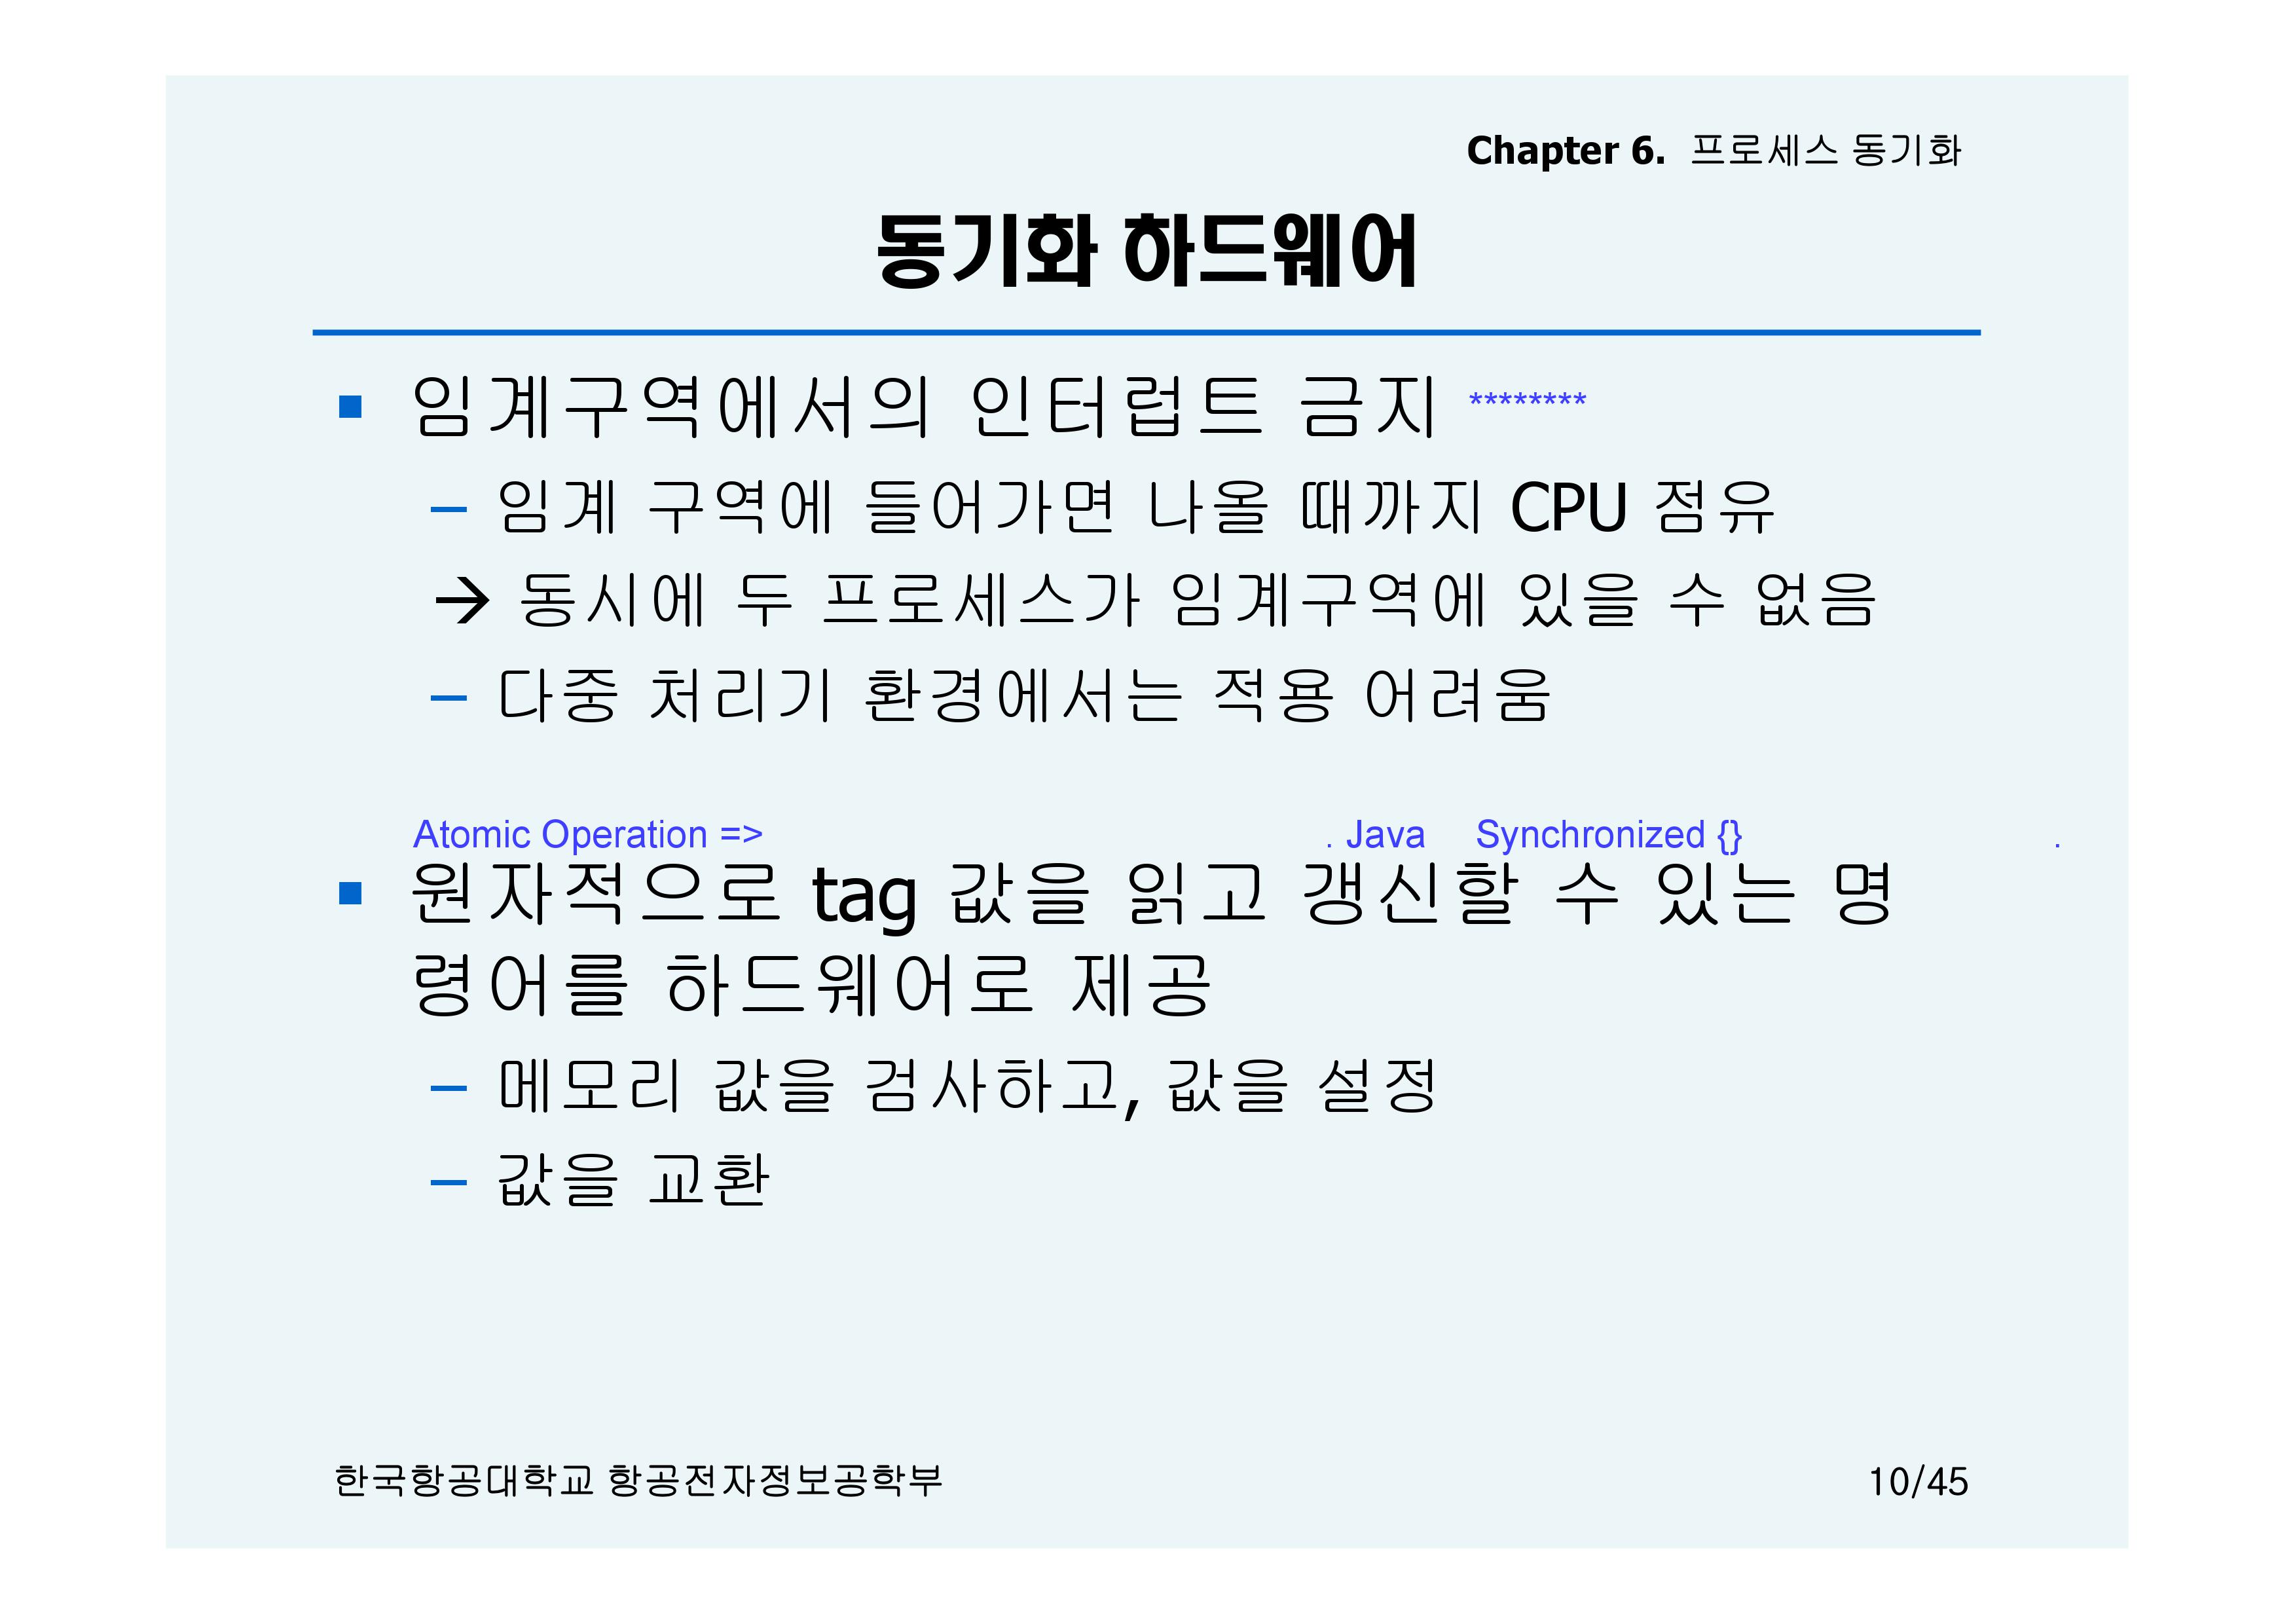 Chapter 6. 프로세스 동기화
동기화 하드웨어
▪ 임계구역에서의 인터럽트 금지 ********
– 임계 구역에 들어가면 나올 때까지 CPU 점유
→ 동시에 두 프로세스가 임계구역에 있을 수 없음
– 다중 처리기 환경에서는 적용 어려움
Atomic Operation => . Java Synchronized {} .
▪ 원자적으로 tag 값을 읽고 갱신할 수 있는 명
령어를 하드웨어로 제공
– 메모리 값을 검사하고, 값을 설정
– 값을 교환
한국항공대학교 항공전자정보공학부
10/45